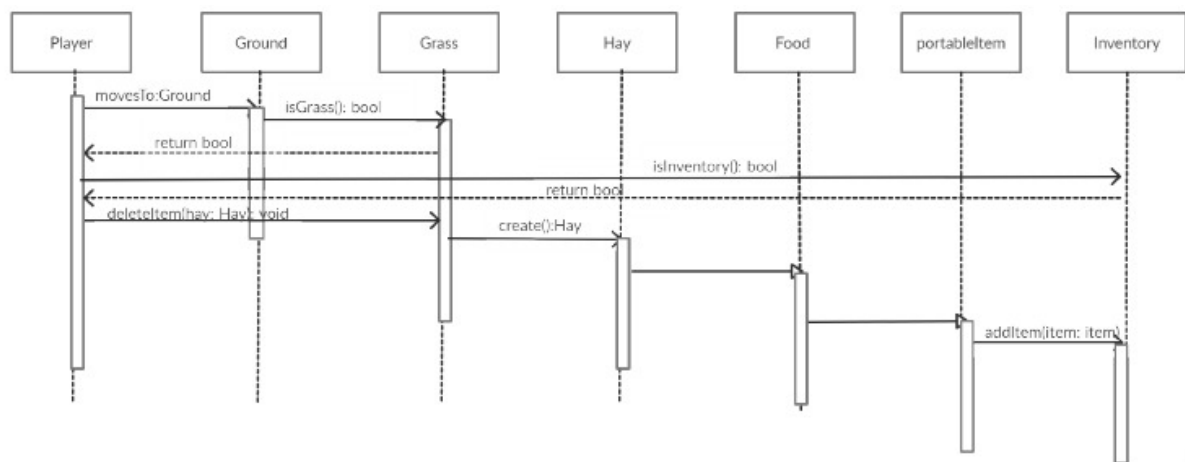 Player
Ground
Grass
Hay
Food
portableItem
Inventory
movesTo:Ground
isGrass(): bool
return bool
isInventory(): bool
return bool
deleteItem(hay: Hay): void
create():Hay
addItem(item: item)